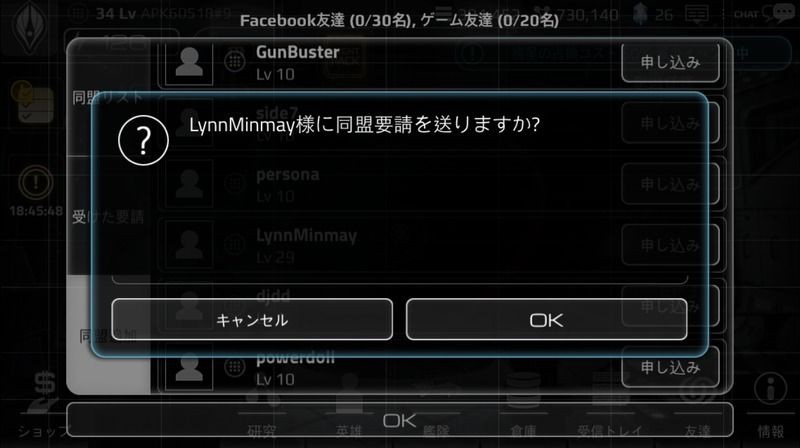 34 Lv
730,140
26
CHAT
Facebook友達 (0/30名), ゲーム友達 (0/20名)
GunBuster
Lv 10
申し込み
同盟リスト
side7
Lv 10
申し込み
LynnMinmay様に同盟要請を送りますか?
persona
Lv 10
申し込み
18:45:48
受けた要請
LynnMinmay
Lv 29
申し込み
djdd
キャンセル
OK
同盟追加
powerdoll
Lv 10
申し込み
OK
ショップ
研究
英雄
艦隊
倉庫
受信トレイ
友達
情報